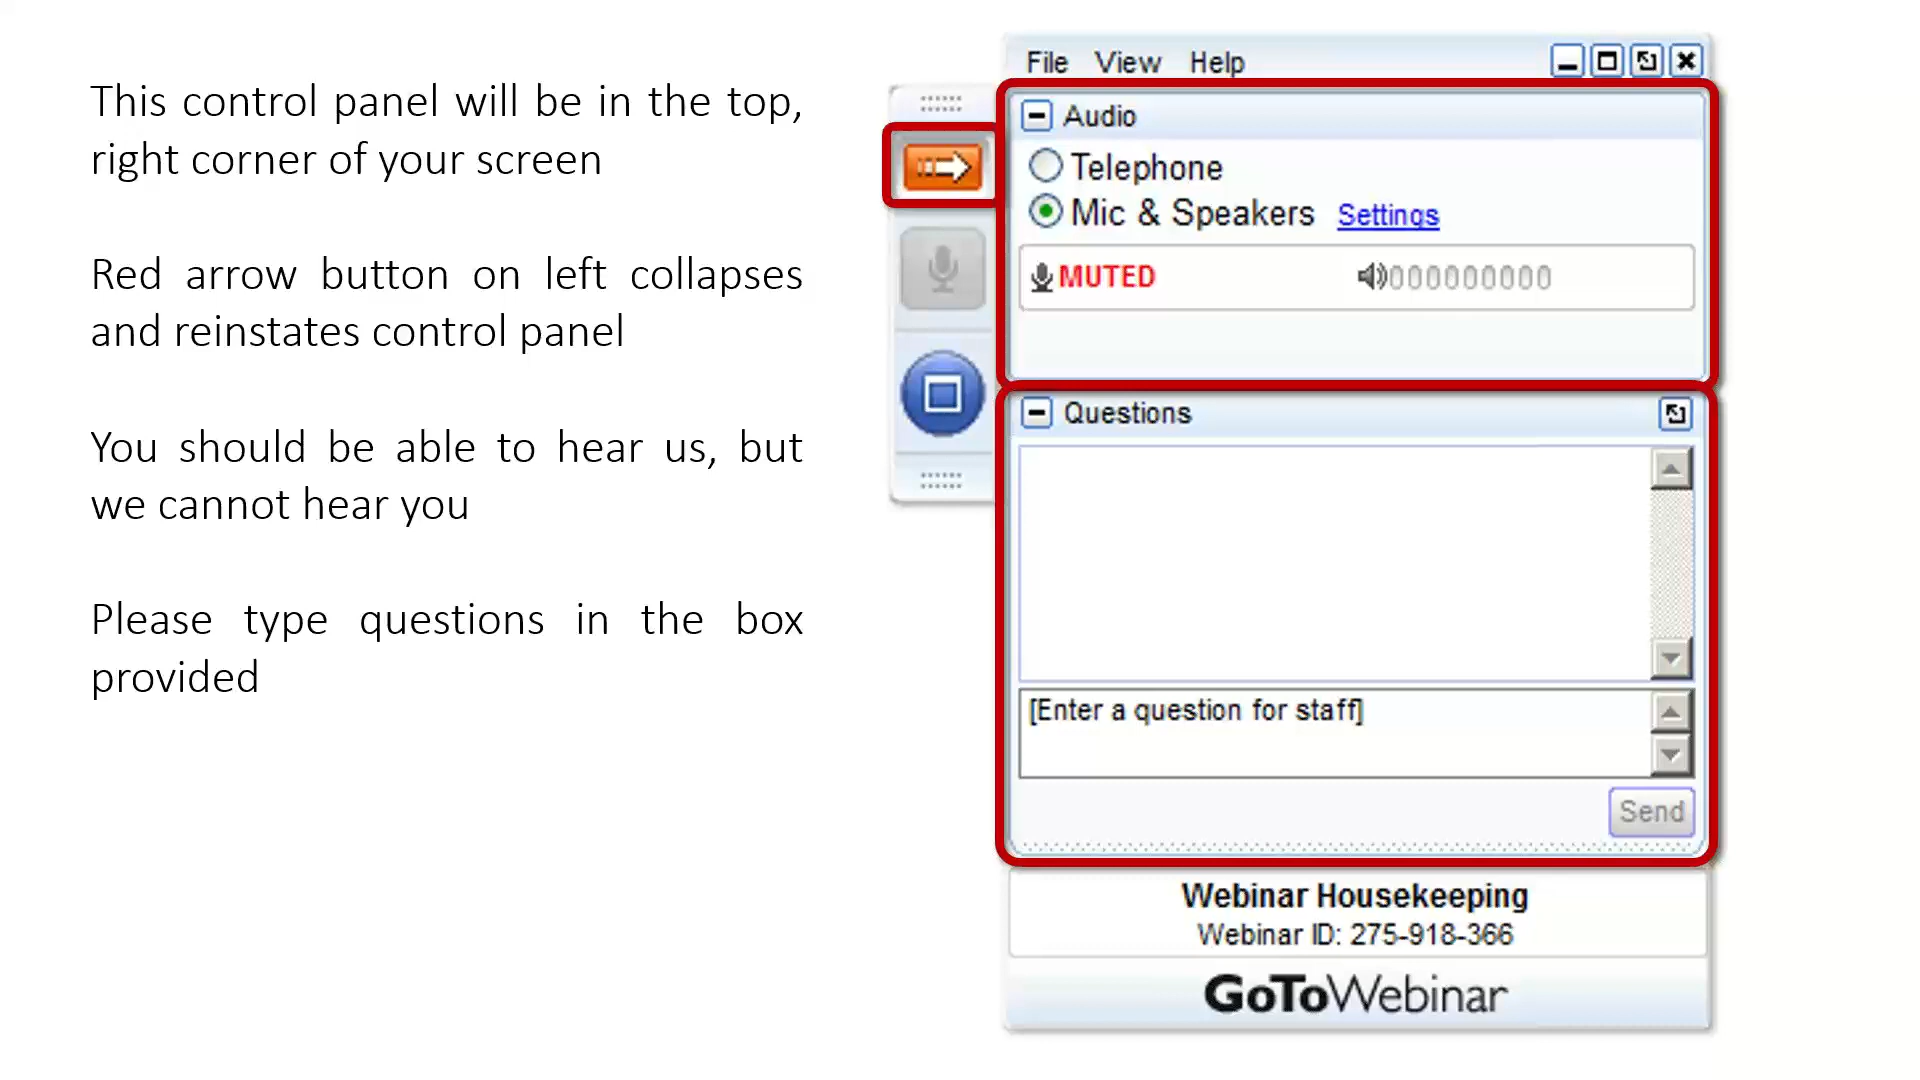 This control panel will be in the top,
right corner of your screen
Red arrow button on left collapses
and reinstates control panel
You should be able to hear us, but
we cannot hear you
Please type questions in the box
provided
File View Help
Audio
Telephone
Mic & Speakers Settings
MUTED
Questions
[Enter a question for staff]
Send
Webinar Housekeeping
Webinar ID: 275-918-366
GoToWebinar